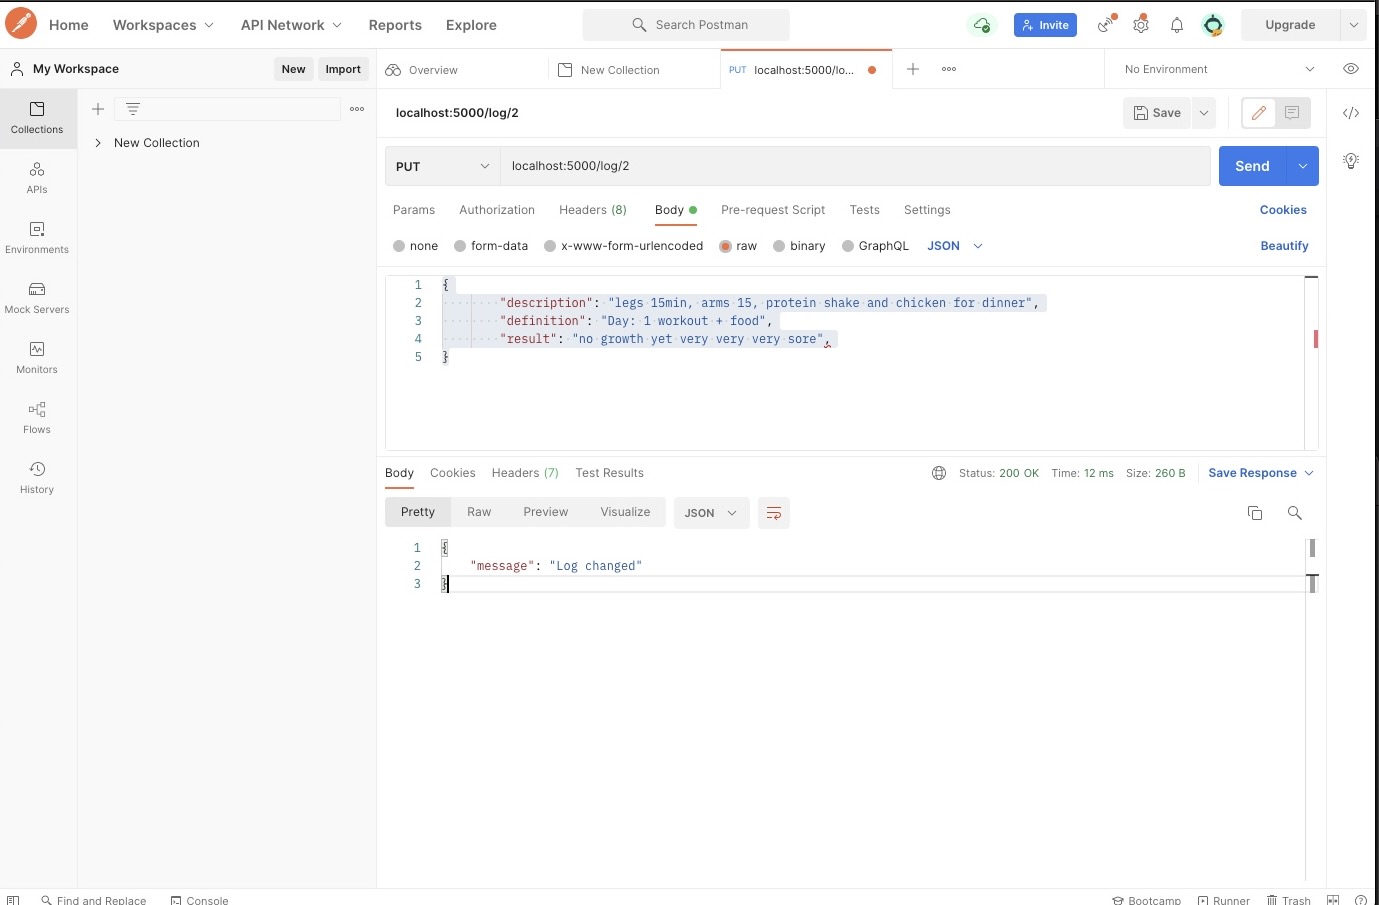 Home Workspaces API Network Reports Explore Search Postman Invite Upgrade
My Workspace New Import Overview New Collection PUT localhost:5000/lo... No Environment
Collections
New Collection
APIs
Environments
Mock Servers
Monitors
Flows
History
localhost:5000/log/2 Save
PUT localhost:5000/log/2 Send
Params Authorization Headers (8) Body Pre-request Script Tests Settings Cookies
none form-data x-www-form-urlencoded raw binary GraphQL JSON Beautify
1 {
2 "description": "legs 15min, arms 15, protein shake and chicken for dinner",
3 "definition": "Day: 1 workout + food",
4 "result": "no growth yet very very very sore",
5 }
Body Cookies Headers (7) Test Results Status: 200 OK Time: 12 ms Size: 260 B Save Response
Pretty Raw Preview Visualize JSON
1 {
2 "message": "Log changed"
3 }
Find and Replace Console Bootcamp Runner Trash